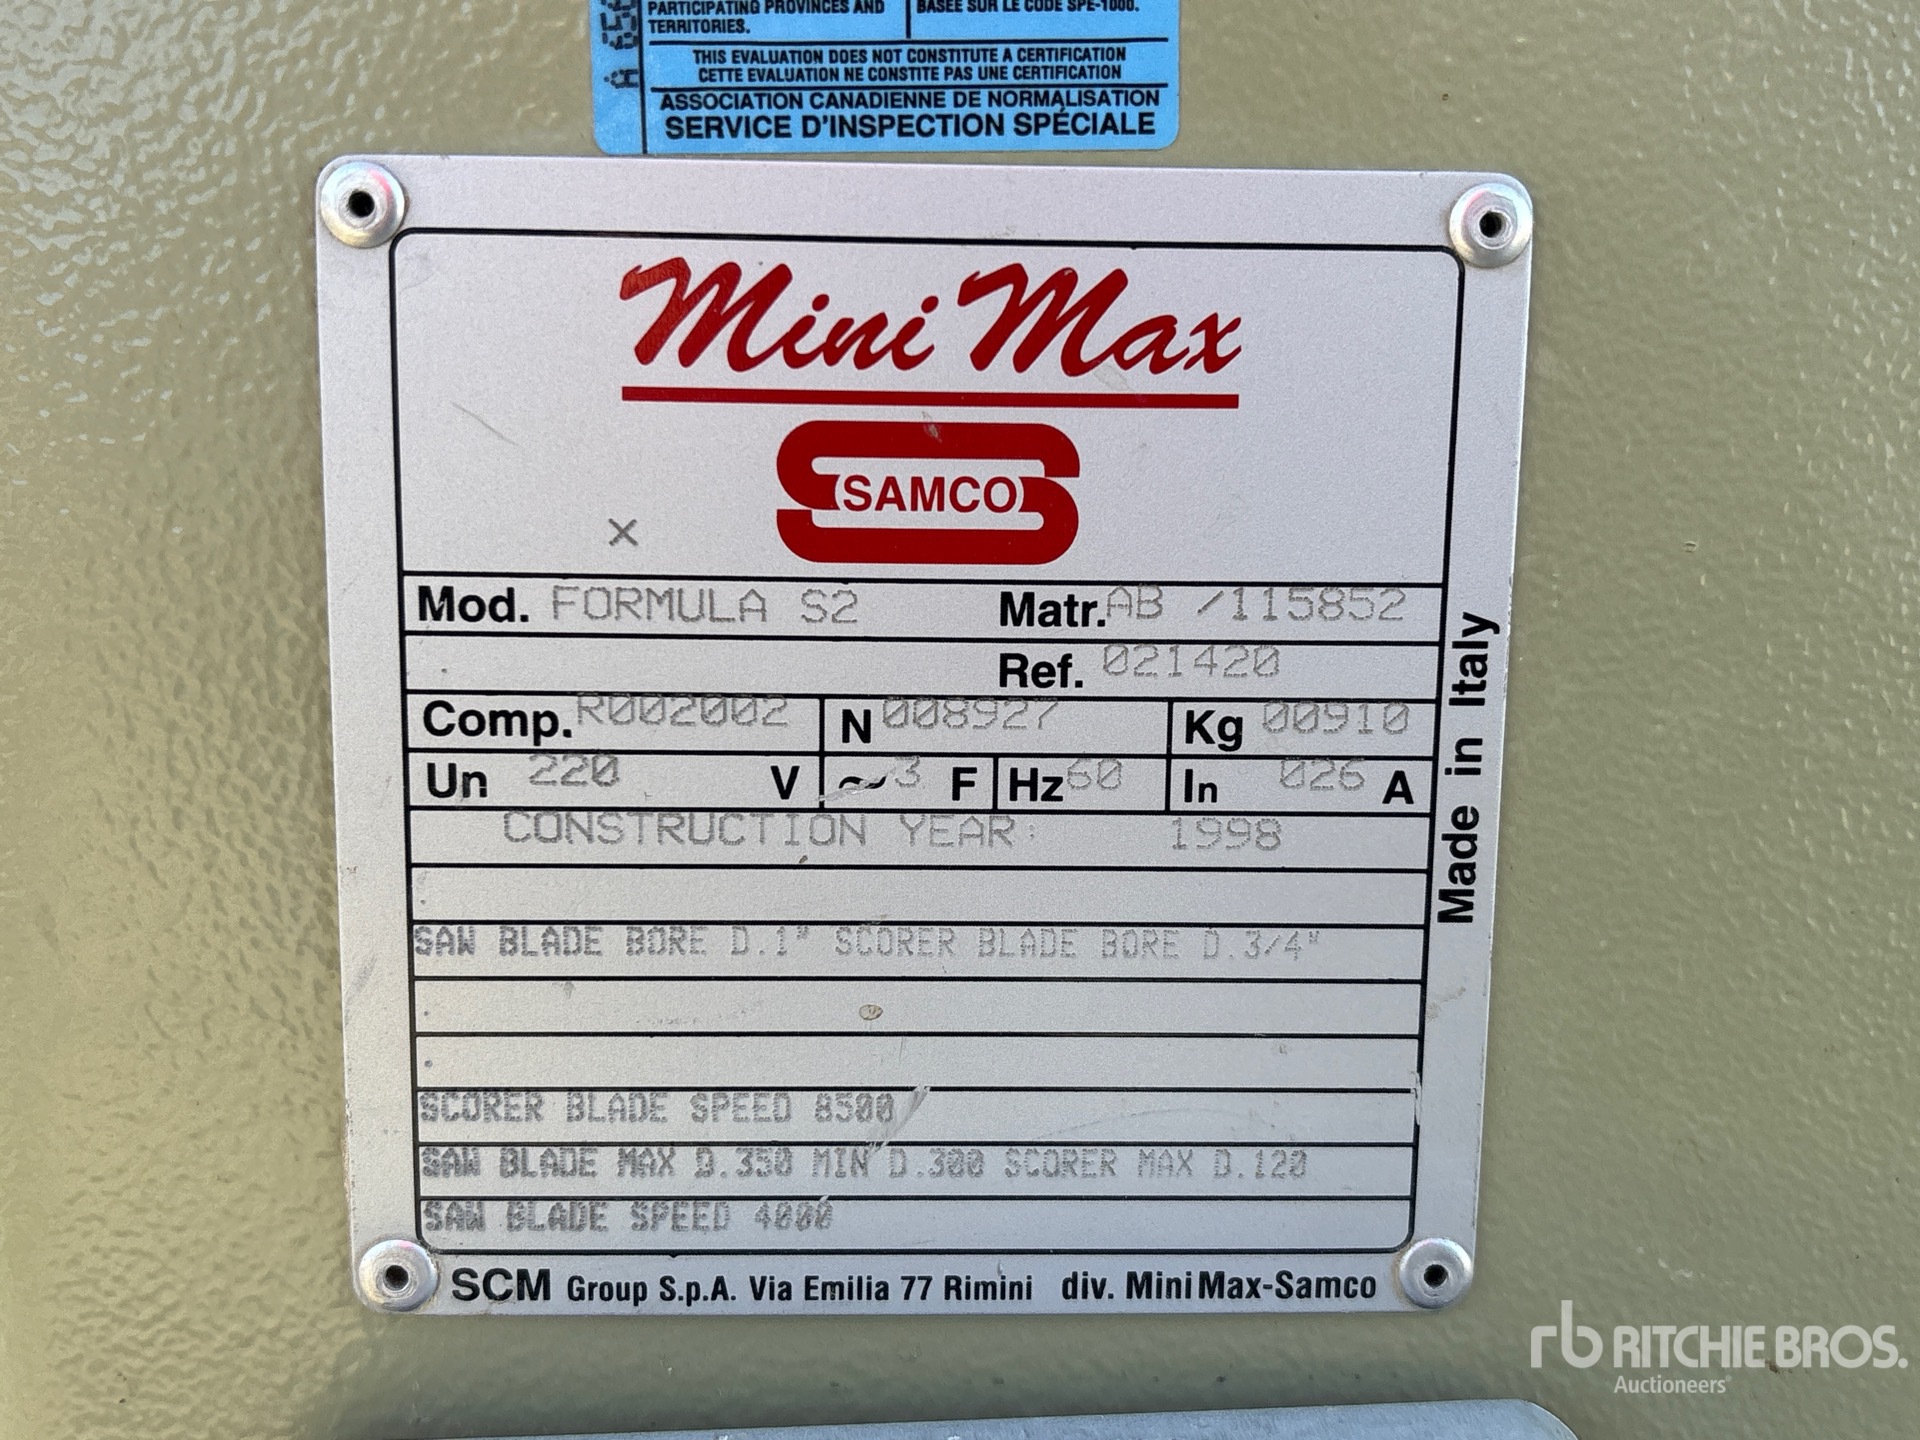 PARTICIPATING PROVINCES AND TERRITORIES.
BASÉE SUR LE CODE SPE-1000.
THIS EVALUATION DOES NOT CONSTITUTE A CERTIFICATION
CETTE EVALUATION NE CONSTITE PAS UNE CERTIFICATION
ASSOCIATION CANADIENNE DE NORMALISATION
SERVICE D'INSPECTION SPÉCIALE
Mini Max
SAMCO
X
Mod. FORMULA S2 Matr. AB /115852
Ref. 021420
Comp. R002002 N 008927 Kg 00910
Un 220 V ~ 3 F Hz 60 In 026 A
CONSTRUCTION YEAR: 1998
SAW BLADE BORE D.1" SCORER BLADE BORE D.3/4"
SCORER BLADE SPEED 8500
SAW BLADE MAX D.350 MIN D.300 SCORER MAX D.120
SAW BLADE SPEED 4000
Made in Italy
SCM Group S.p.A. Via Emilia 77 Rimini div. MiniMax-Samco
rb RITCHIE BROS.
Auctioneers